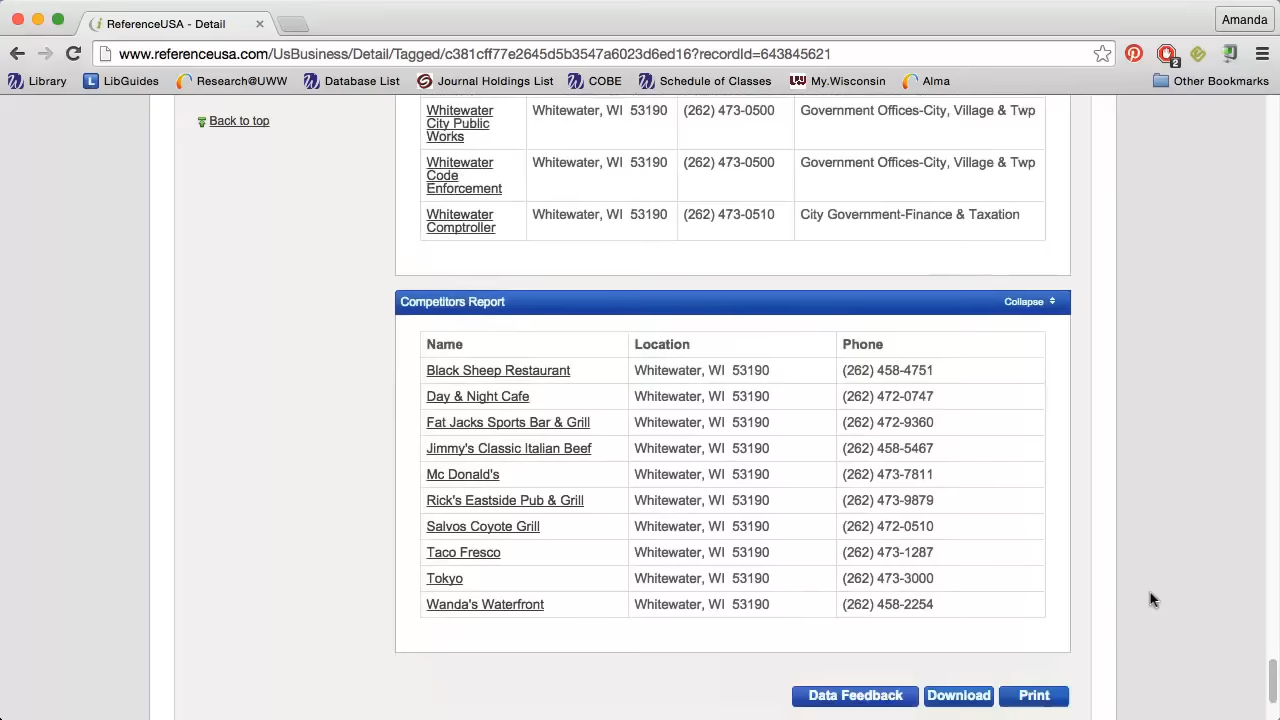 ReferenceUSA - Detail
Amanda
www.referenceusa.com/UsBusiness/Detail/Tagged/c381cff77e2645d5b3547a6023d6ed16?recordId=643845621
2
Library LibGuides Research@UWW Database List Journal Holdings List COBE Schedule of Classes My.Wisconsin Alma Other Bookmarks
Back to top
Whitewater Whitewater, WI 53190 (262) 473-0500 Government Offices-City, Village & Twp
City Public
Works
Whitewater Whitewater, WI 53190 (262) 473-0500 Government Offices-City, Village & Twp
Code
Enforcement
Whitewater Whitewater, WI 53190 (262) 473-0510 City Government-Finance & Taxation
Comptroller
Competitors Report Collapse
Name Location Phone
Black Sheep Restaurant Whitewater, WI 53190 (262) 458-4751
Day & Night Cafe Whitewater, WI 53190 (262) 472-0747
Fat Jacks Sports Bar & Grill Whitewater, WI 53190 (262) 472-9360
Jimmy's Classic Italian Beef Whitewater, WI 53190 (262) 458-5467
Mc Donald's Whitewater, WI 53190 (262) 473-7811
Rick's Eastside Pub & Grill Whitewater, WI 53190 (262) 473-9879
Salvos Coyote Grill Whitewater, WI 53190 (262) 472-0510
Taco Fresco Whitewater, WI 53190 (262) 473-1287
Tokyo Whitewater, WI 53190 (262) 473-3000
Wanda's Waterfront Whitewater, WI 53190 (262) 458-2254
Data Feedback Download Print